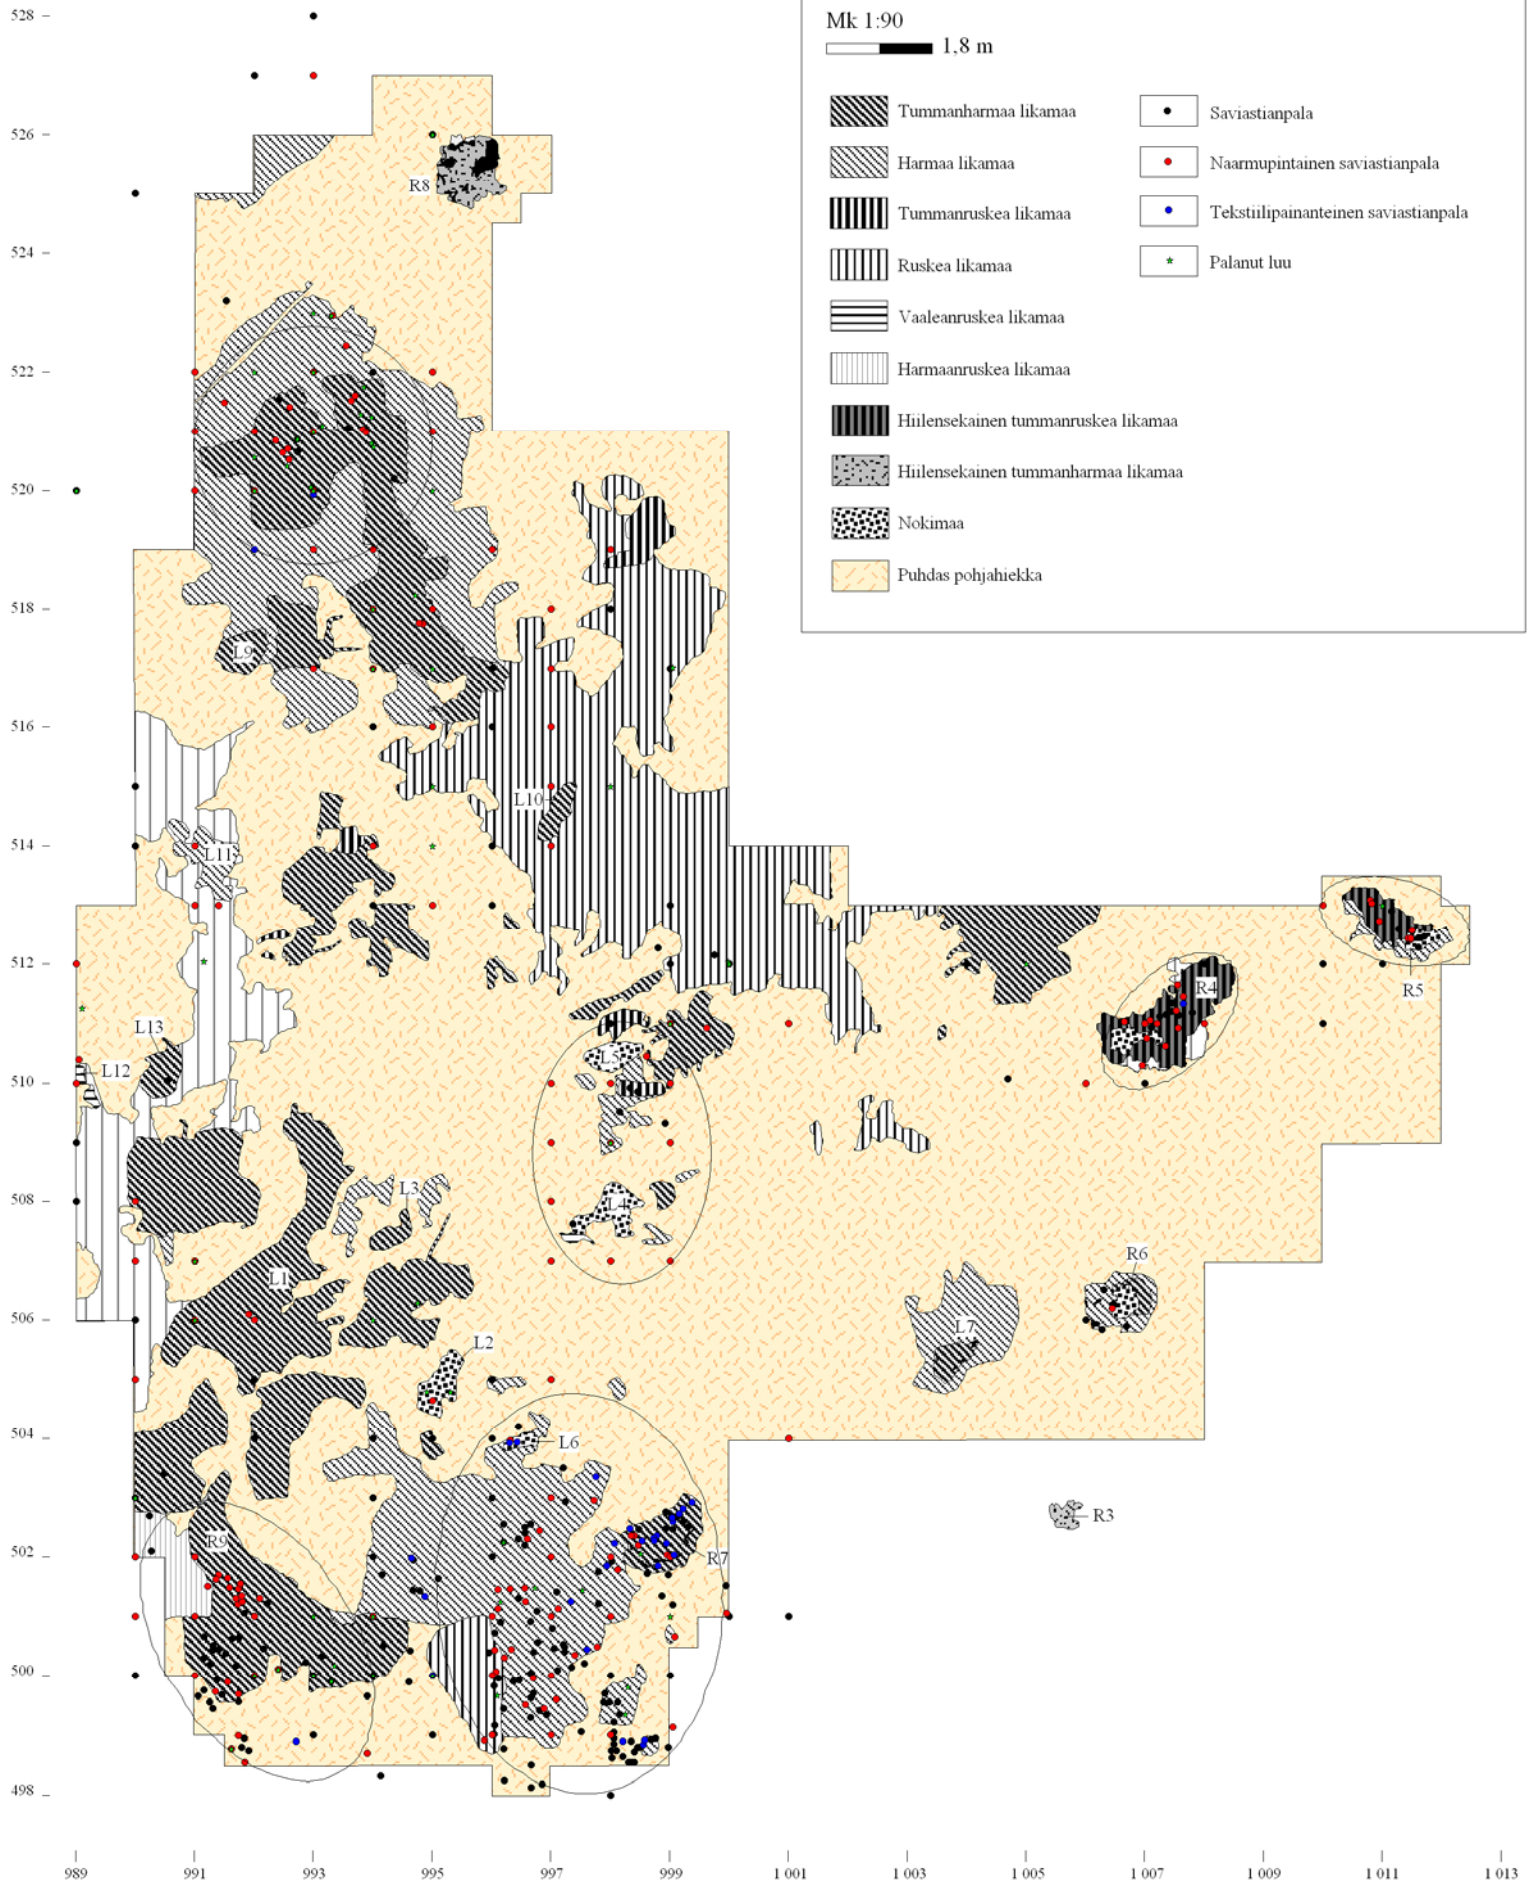 Mk 1:90
1,8 m
Tummanharmaa likamaa
Harmaa likamaa
Tummanruskea likamaa
Ruskea likamaa
Vaaleanruskea likamaa
Harmaanruskea likamaa
Hiilensekainen tummanruskea likamaa
Hiilensekainen tummanharmaa likamaa
Nokimaa
Puhdas pohjahiekka
Saviastianpala
Naarmupintainen saviastianpala
Tekstiilipainanteinen saviastianpala
Palanut luu
528
526
524
522
520
518
516
514
512
510
508
506
504
502
500
498
R8
L9
L10
L11
L13
L12
R4
R5
L5
L3
L4
L1
R6
L7
L2
L6
R3
R9
R7
989 991 993 995 997 999 1 001 1 003 1 005 1 007 1 009 1 011 1 013